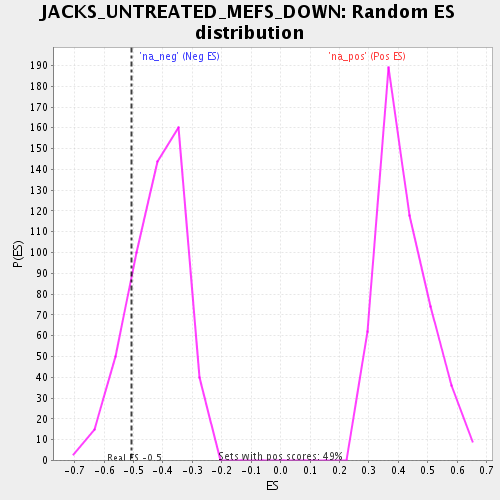 JACKS_UNTREATED_MEFS_DOWN: Random ES
distribution
'na_neg' (Neg ES)
'na_pos' (Pos ES)
190
180
170
160
150
140
130
120
110
100
90
80
70
60
50
40
30
20
10
0
P(ES)
Real ES -0.5
Sets with pos scores: 49%
-0.7 -0.6 -0.5 -0.4 -0.3 -0.2 -0.1 0.0 0.1 0.2 0.3 0.4 0.5 0.6 0.7
ES